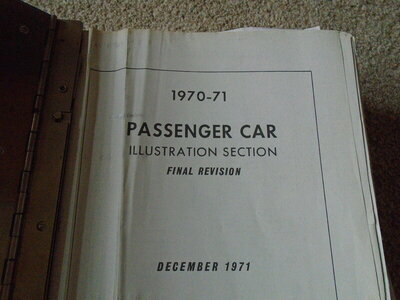 1970-71
PASSENGER CAR
ILLUSTRATION SECTION
FINAL REVISION
DECEMBER 1971